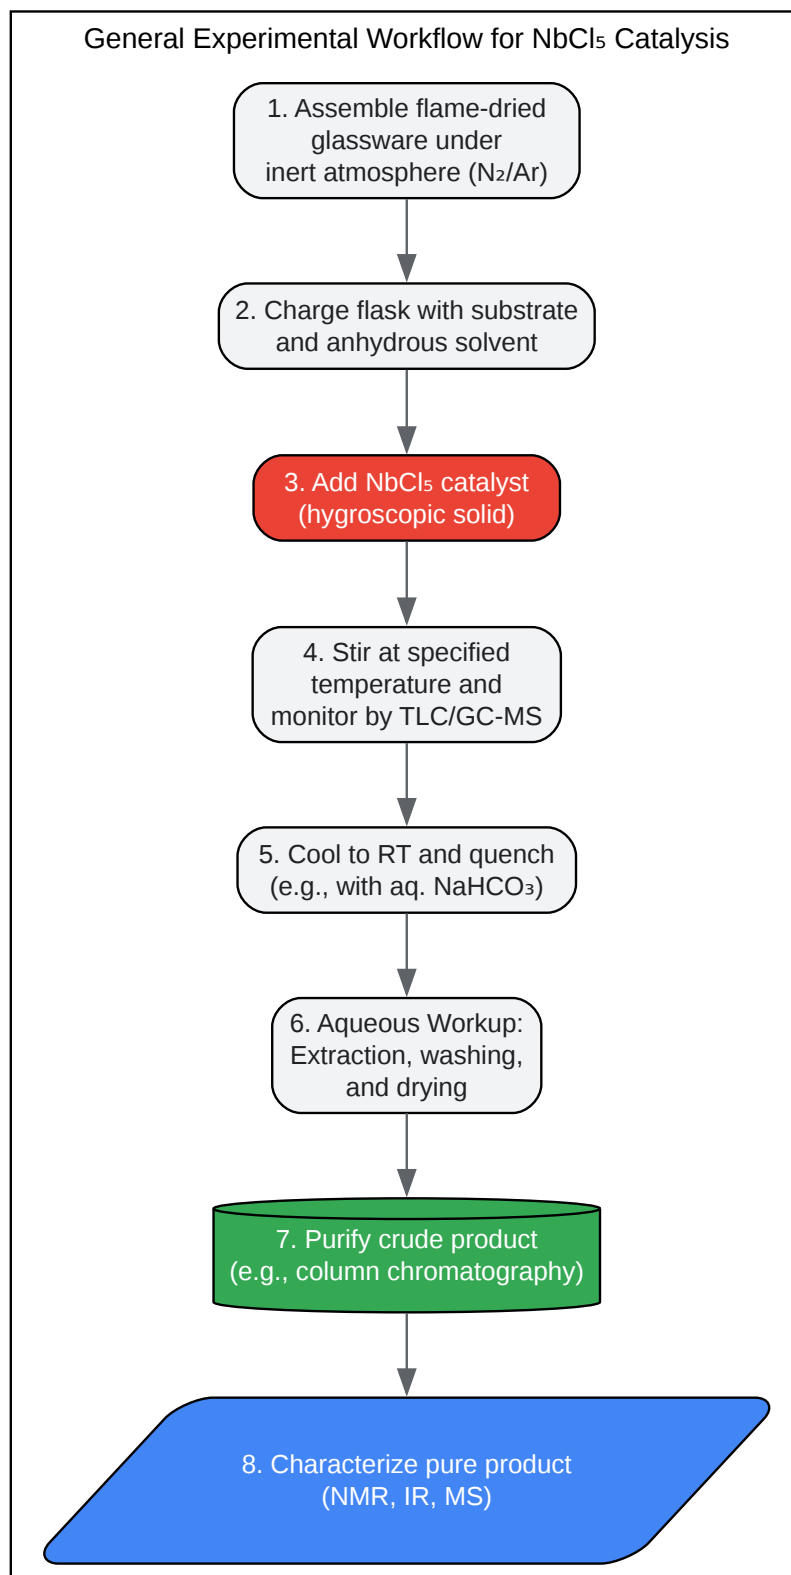 General Experimental Workflow for NbCl₅ Catalysis
1. Assemble flame-dried
glassware under
inert atmosphere (N₂/Ar)
2. Charge flask with substrate
and anhydrous solvent
3. Add NbCl₅ catalyst
(hygroscopic solid)
4. Stir at specified
temperature and
monitor by TLC/GC-MS
5. Cool to RT and quench
(e.g., with aq. NaHCO₃)
6. Aqueous Workup:
Extraction, washing,
and drying
7. Purify crude product
(e.g., column chromatography)
8. Characterize pure product
(NMR, IR, MS)